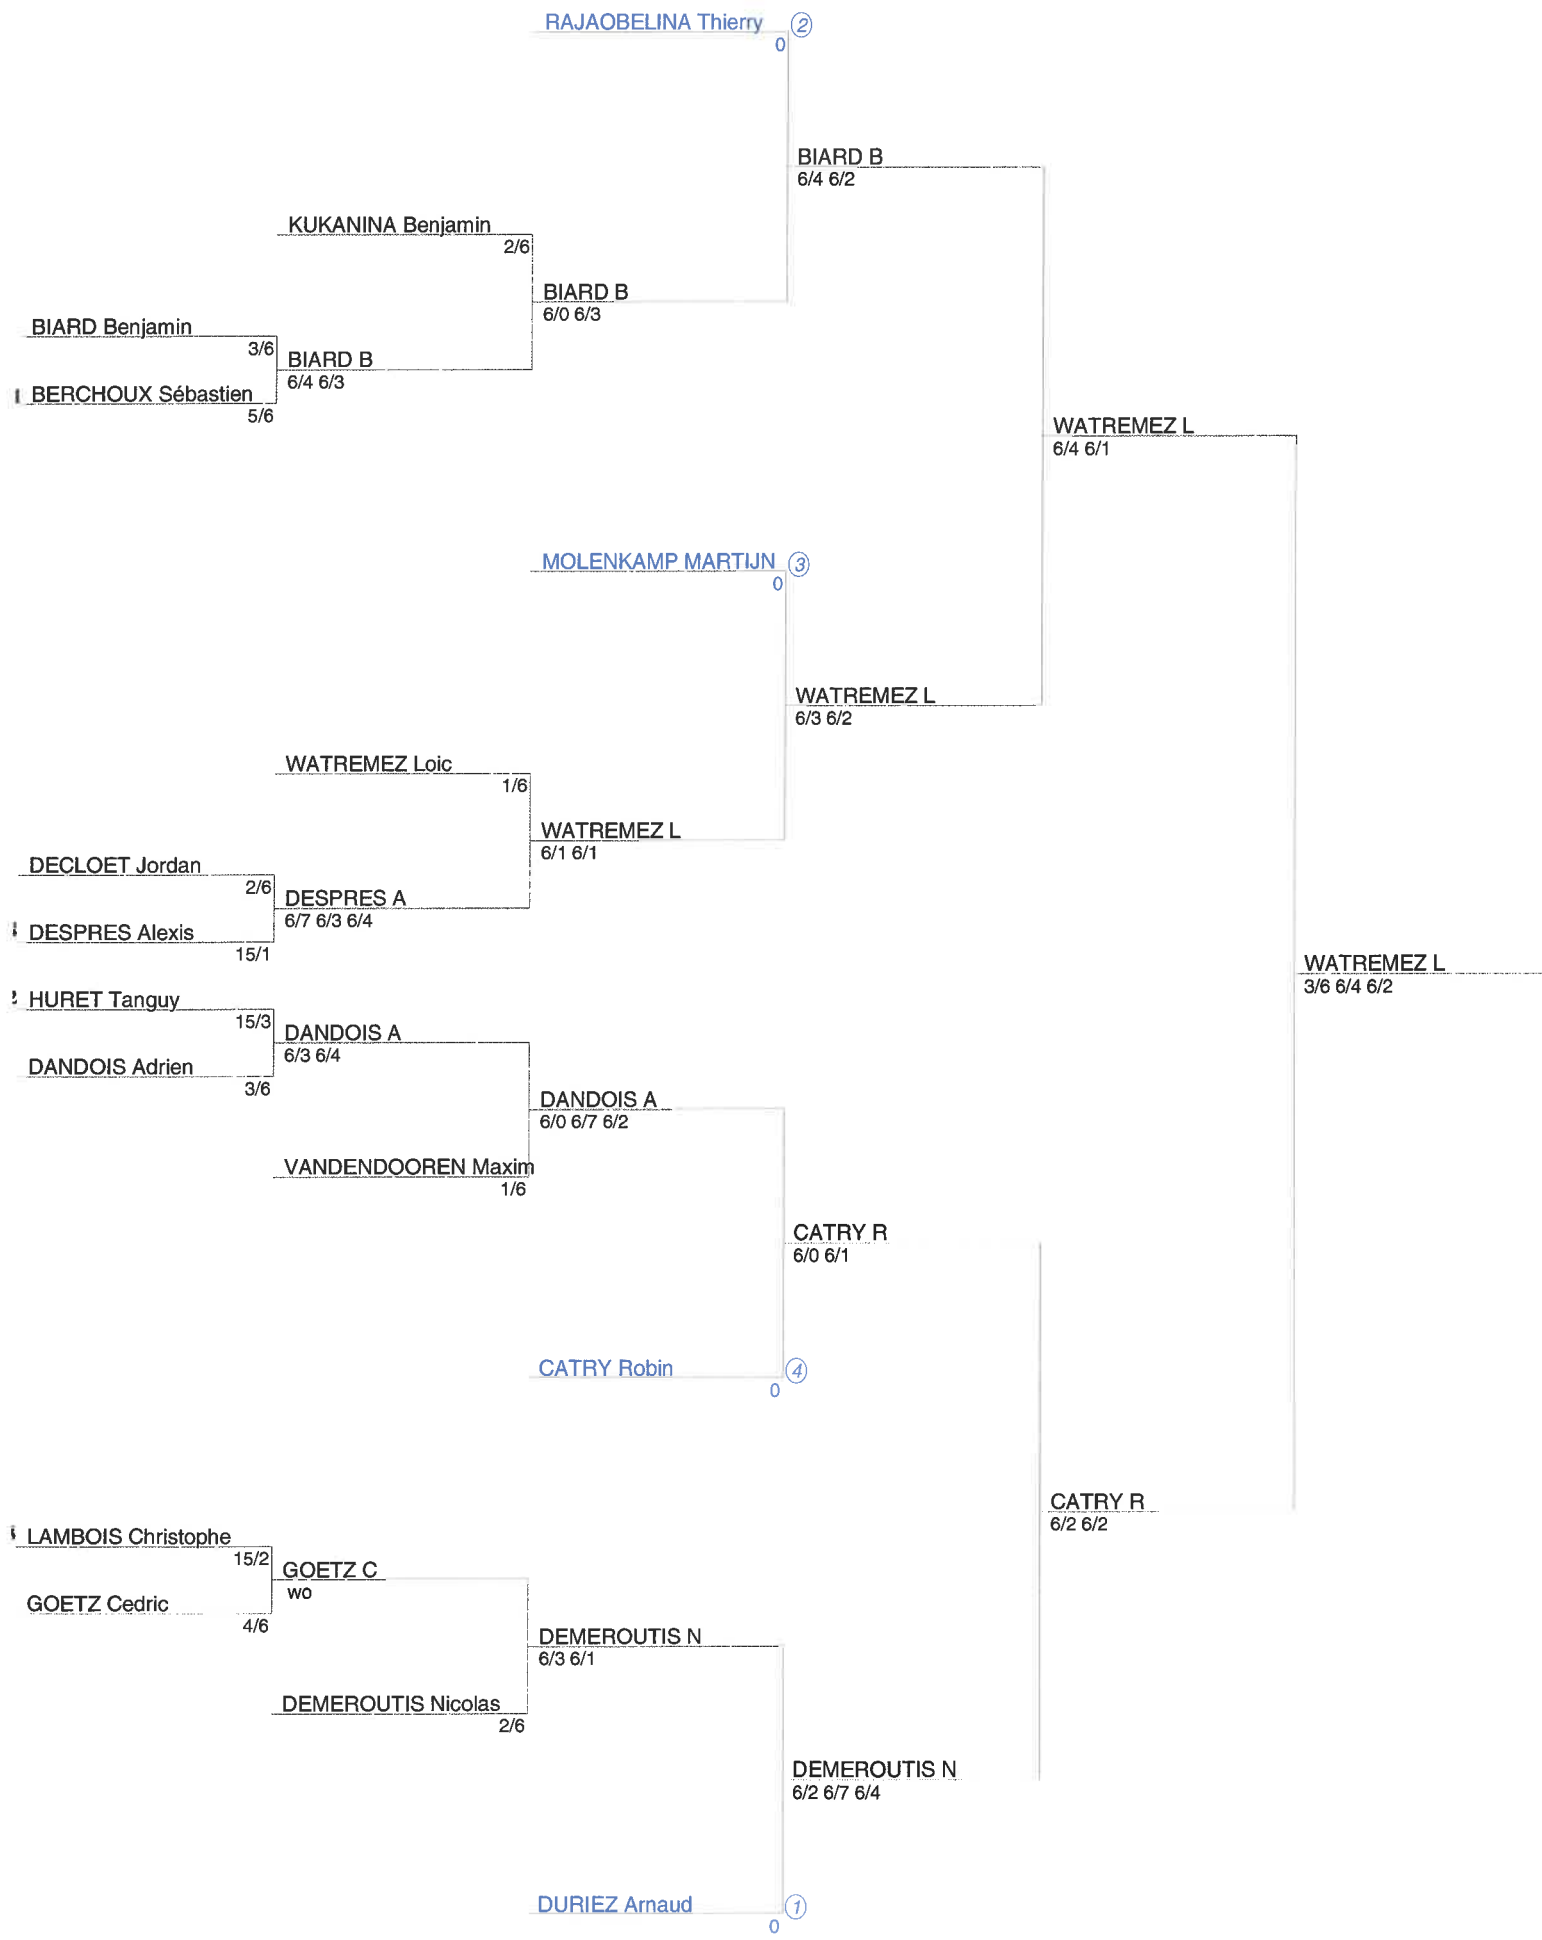 RAJAOBELINA Thierry 2
0
BIARD B
6/4 6/2
KUKANINA Benjamin
2/6
BIARD B
6/0 6/3
BIARD Benjamin
3/6
BIARD B
6/4 6/3
BERCHOUX Sébastien
5/6
WATREMEZ L
6/4 6/1
MOLENKAMP MARTIJN 3
0
WATREMEZ L
6/3 6/2
WATREMEZ Loic
1/6
WATREMEZ L
6/1 6/1
DECLOET Jordan
2/6
DESPRES A
6/7 6/3 6/4
DESPRES Alexis
15/1
WATREMEZ L
3/6 6/4 6/2
HURET Tanguy
15/3
DANDOIS A
6/3 6/4
DANDOIS Adrien
3/6
DANDOIS A
6/0 6/7 6/2
VANDENDOOREN Maxim
1/6
CATRY R
6/0 6/1
CATRY Robin 4
0
CATRY R
6/2 6/2
LAMBOIS Christophe
15/2
GOETZ C
wo
GOETZ Cedric
4/6
DEMEROUTIS N
6/3 6/1
DEMEROUTIS Nicolas
2/6
DEMEROUTIS N
6/2 6/7 6/4
DURIEZ Arnaud 1
0